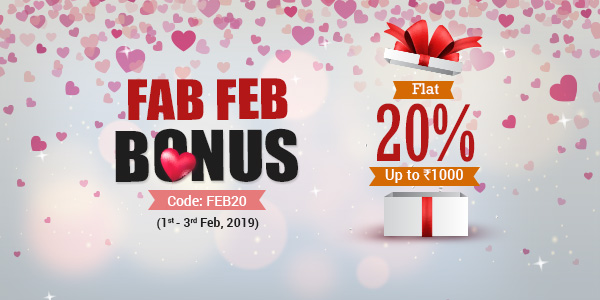 FAB FEB
BONUS
Code: FEB20
(1st - 3rd Feb, 2019)
Flat
20%
Up to ₹1000